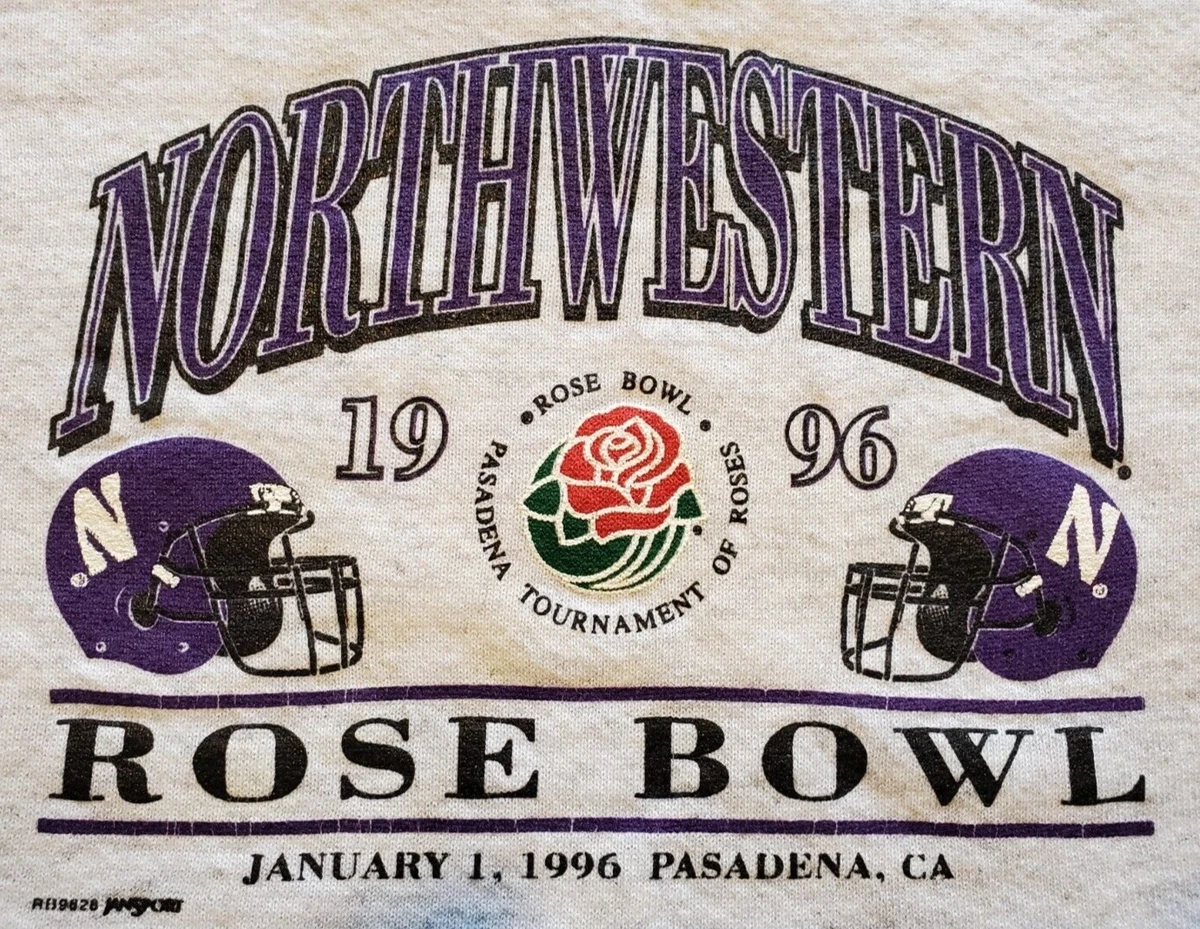 NORTHWESTERN
19 96
ROSE BOWL
PASADENA TOURNAMENT OF ROSES
N N
ROSE BOWL
JANUARY 1, 1996 PASADENA, CA
RB9628 JANSPORT